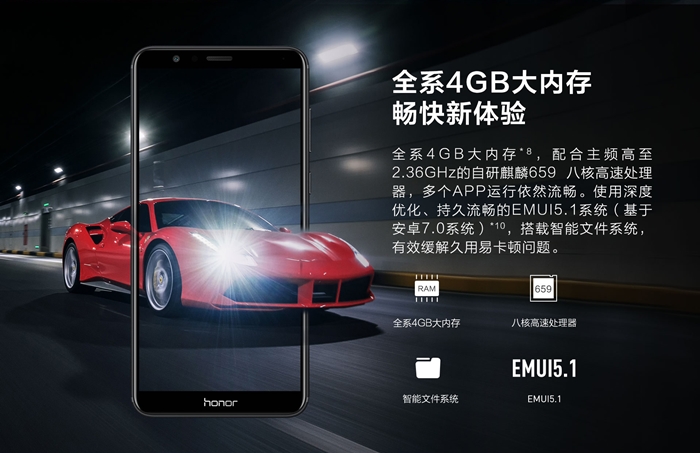 全系4GB大内存
畅快新体验
全系4GB大内存*8，配合主频高至
2.36GHz的自研麒麟659 八核高速处理
器，多个APP运行依然流畅。使用深度
优化、持久流畅的EMUI5.1系统（基于
安卓7.0系统）*10，搭载智能文件系统，
有效缓解久用易卡顿问题。
RAM
659
全系4GB大内存
八核高速处理器
EMUI5.1
智能文件系统
EMUI5.1
honor